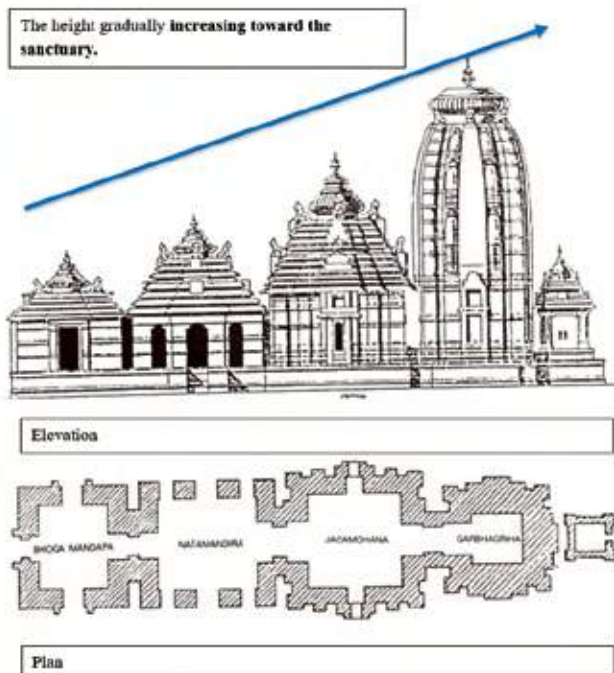 The height gradually increasing toward the
sanctuary.
Elevation
BHOGA MANDAPA
NATAMANDIRA
JAGAMOHANA
GARBHAGRIHA
Plan